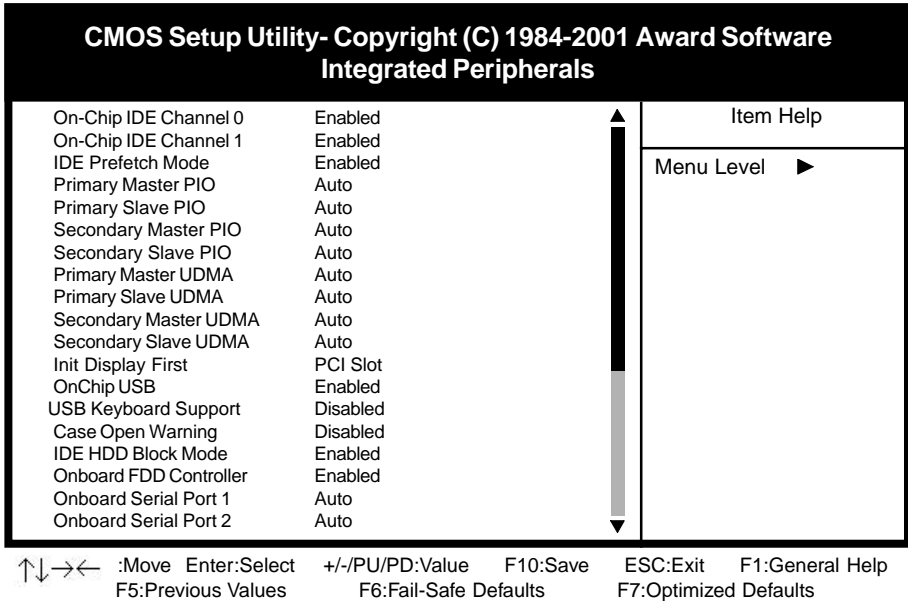 CMOS Setup Utility- Copyright (C) 1984-2001 Award Software
Integrated Peripherals
On-Chip IDE Channel 0 Enabled
On-Chip IDE Channel 1 Enabled
IDE Prefetch Mode Enabled
Primary Master PIO Auto
Primary Slave PIO Auto
Secondary Master PIO Auto
Secondary Slave PIO Auto
Primary Master UDMA Auto
Primary Slave UDMA Auto
Secondary Master UDMA Auto
Secondary Slave UDMA Auto
Init Display First PCI Slot
OnChip USB Enabled
USB Keyboard Support Disabled
Case Open Warning Disabled
IDE HDD Block Mode Enabled
Onboard FDD Controller Enabled
Onboard Serial Port 1 Auto
Onboard Serial Port 2 Auto
Item Help
Menu Level ▶
↑↓→← :Move Enter:Select +/-/PU/PD:Value F10:Save ESC:Exit F1:General Help
F5:Previous Values F6:Fail-Safe Defaults F7:Optimized Defaults